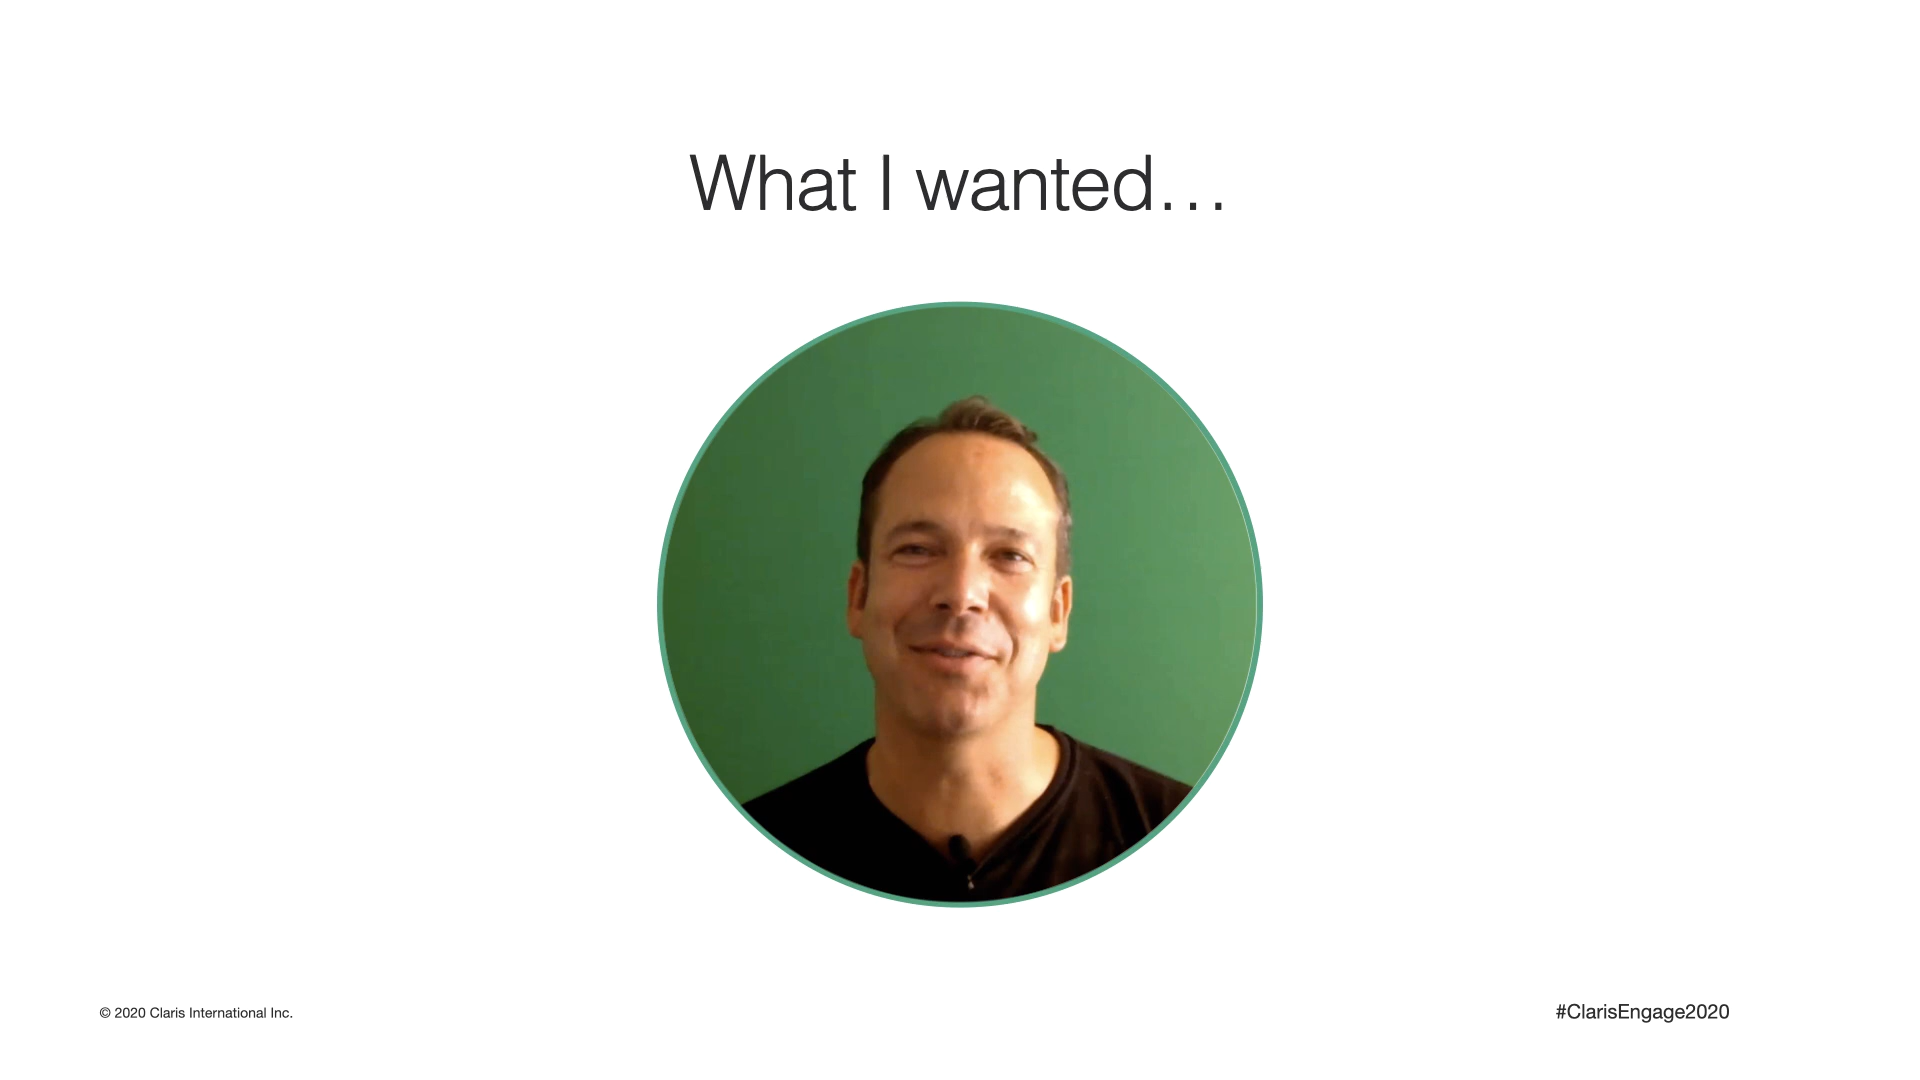 What I wanted…
© 2020 Claris International Inc.
#ClarisEngage2020